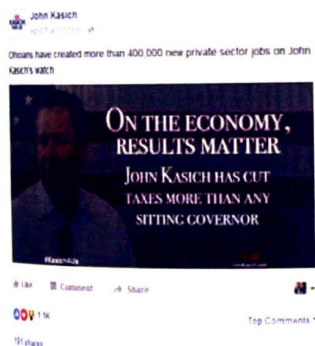 John Kasich
Ohioans have created more than 400 000 new private sector jobs on John
Kasich's watch
ON THE ECONOMY,
RESULTS MATTER
JOHN KASICH HAS CUT
TAXES MORE THAN ANY
SITTING GOVERNOR
#Kasich4Us
Like Comment Share
Top Comments
191 shares